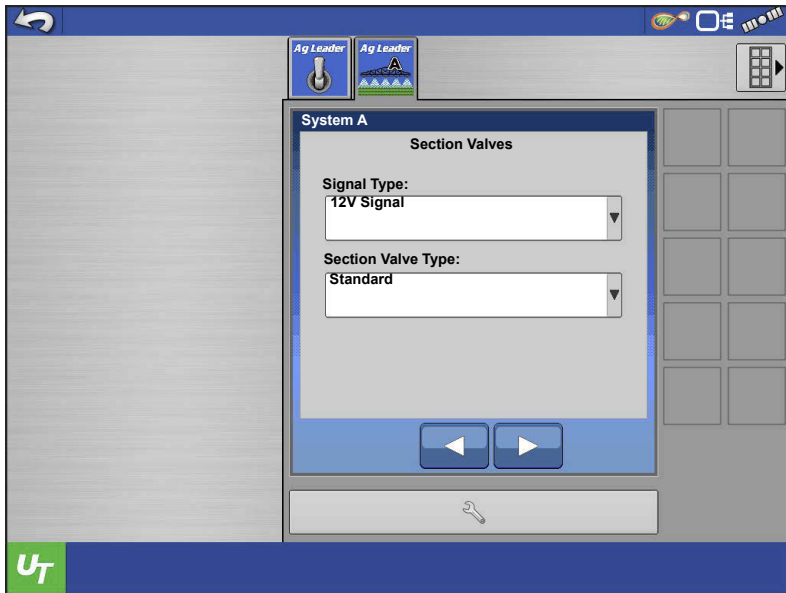 Ag Leader
Ag Leader
A
System A
Section Valves
Signal Type:
12V Signal
Section Valve Type:
Standard
UT